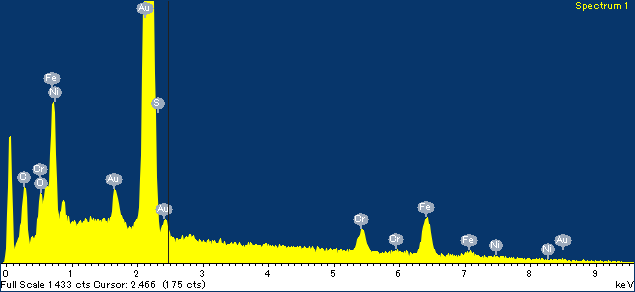 Spectrum 1
Au
Fe
Ni
S
Cr
C
O
Au
Au
Cr
Fe
Cr
Fe
Ni
Ni
Au
0 1 2 3 4 5 6 7 8 9
Full Scale 1433 cts Cursor: 2.466 (175 cts) keV